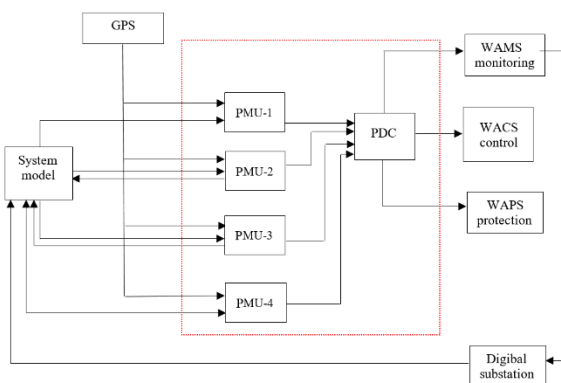 GPS
WAMS
monitoring
PMU-1
PDC
WACS
control
System
model
PMU-2
WAPS
protection
PMU-3
PMU-4
Digibal
substation